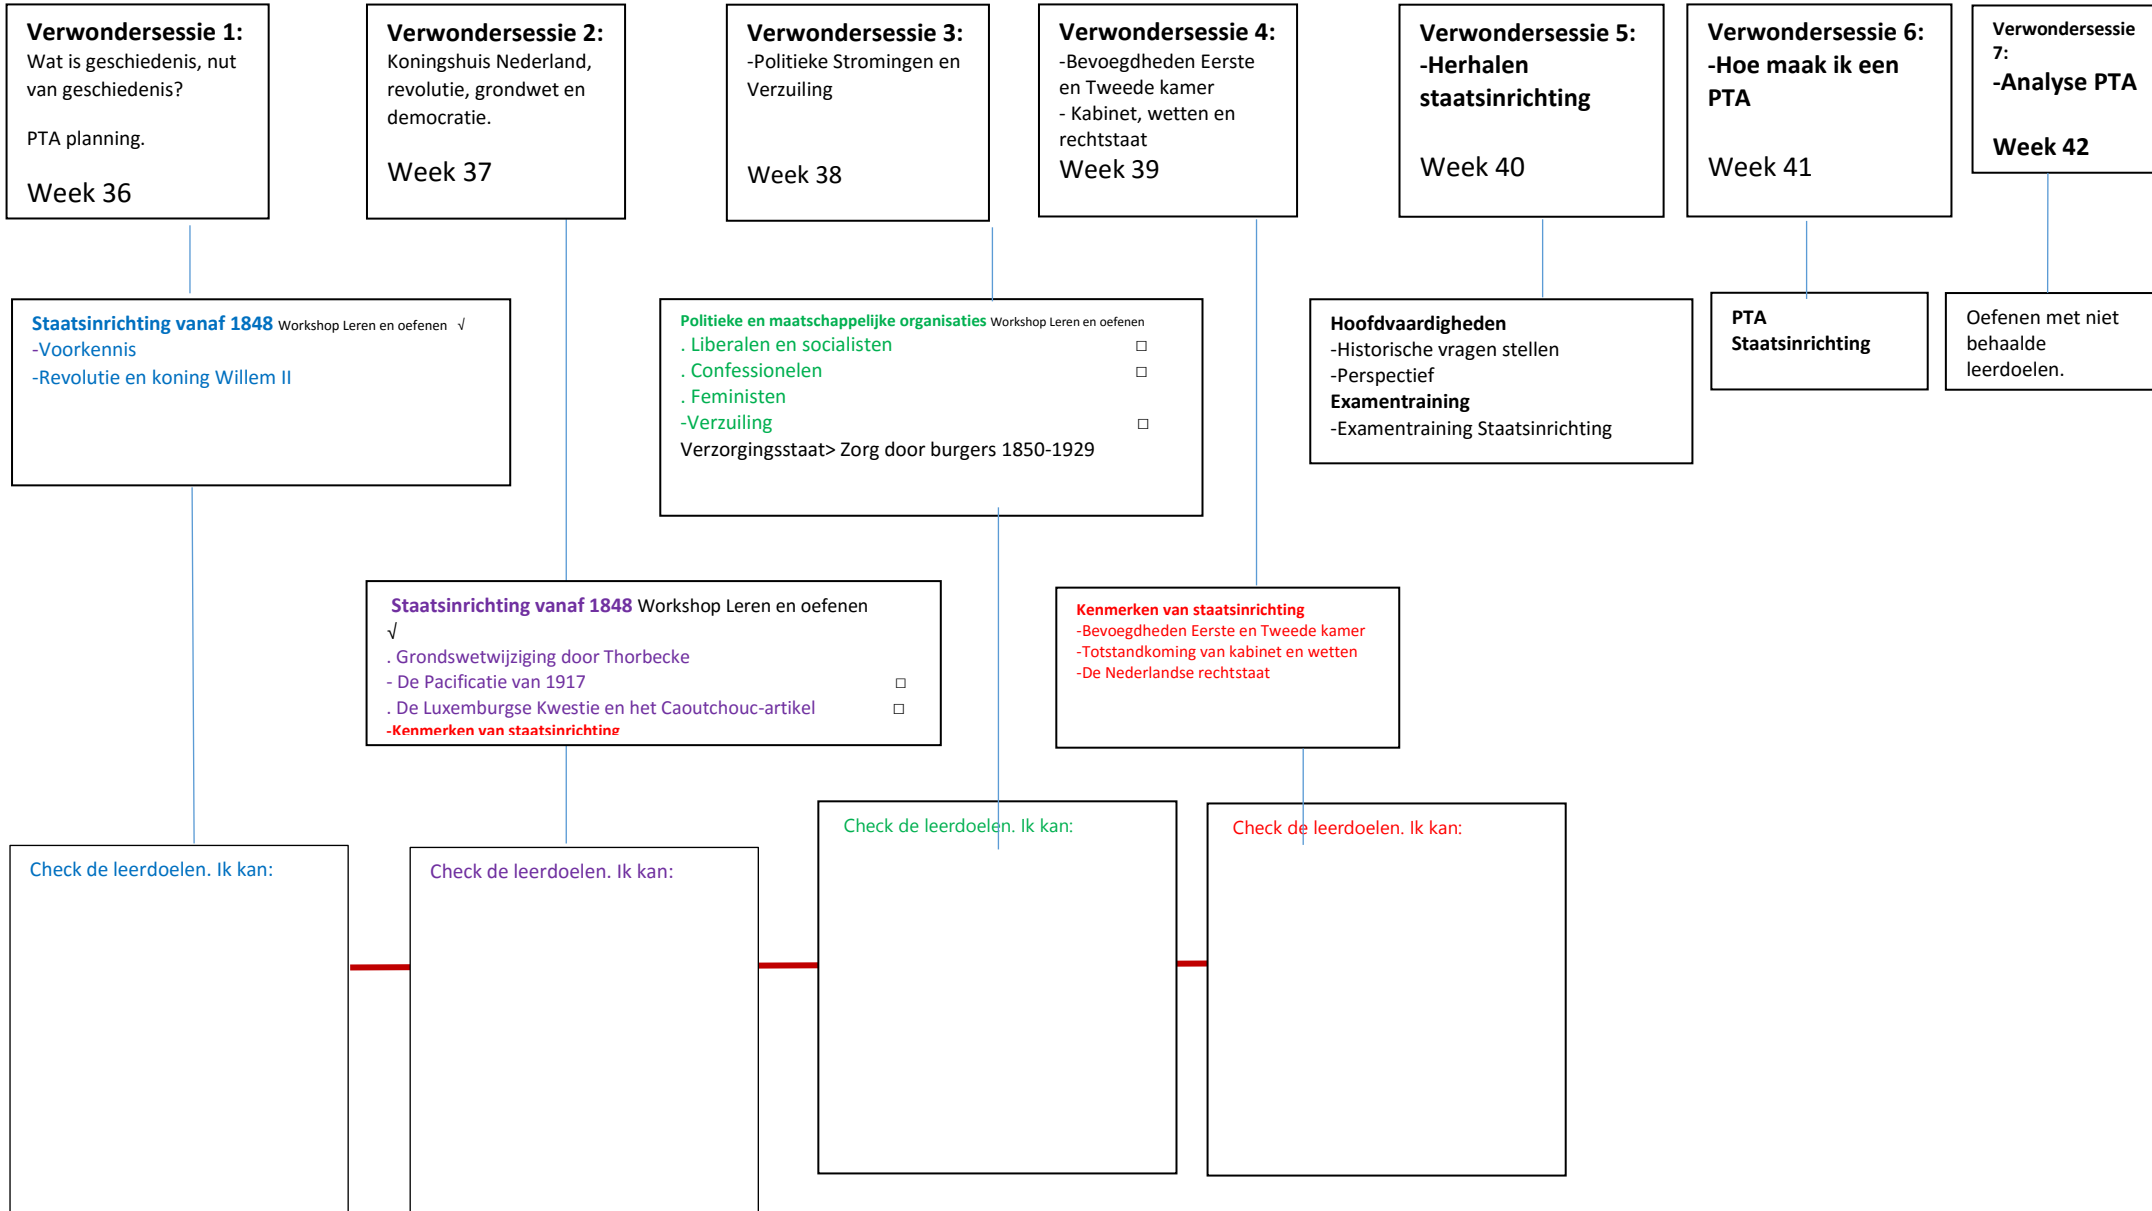 Verwondersessie 1:
Wat is geschiedenis, nut
van geschiedenis?
PTA planning.
Week 36
Verwondersessie 2:
Koningshuis Nederland,
revolutie, grondwet en
democratie.
Week 37
Verwondersessie 3:
-Politieke Stromingen en
Verzuiling
Week 38
Verwondersessie 4:
-Bevoegdheden Eerste
en Tweede kamer
- Kabinet, wetten en
rechtstaat
Week 39
Verwondersessie 5:
-Herhalen
staatsinrichting
Week 40
Verwondersessie 6:
-Hoe maak ik een
PTA
Week 41
Verwondersessie
7:
-Analyse PTA
Week 42
Staatsinrichting vanaf 1848 Workshop Leren en oefenen √
-Voorkennis
-Revolutie en koning Willem II
Politieke en maatschappelijke organisaties Workshop Leren en oefenen
. Liberalen en socialisten □
. Confessionelen □
. Feministen
-Verzuiling □
Verzorgingsstaat> Zorg door burgers 1850-1929
Hoofdvaardigheden
-Historische vragen stellen
-Perspectief
Examentraining
-Examentraining Staatsinrichting
PTA
Staatsinrichting
Oefenen met niet
behaalde
leerdoelen.
Staatsinrichting vanaf 1848 Workshop Leren en oefenen
√
. Grondswetwijziging door Thorbecke
- De Pacificatie van 1917 □
. De Luxemburgse Kwestie en het Caoutchouc-artikel □
-Kenmerken van staatsinrichting
Kenmerken van staatsinrichting
-Bevoegdheden Eerste en Tweede kamer
-Totstandkoming van kabinet en wetten
-De Nederlandse rechtstaat
Check de leerdoelen. Ik kan:
Check de leerdoelen. Ik kan:
Check de leerdoelen. Ik kan:
Check de leerdoelen. Ik kan: